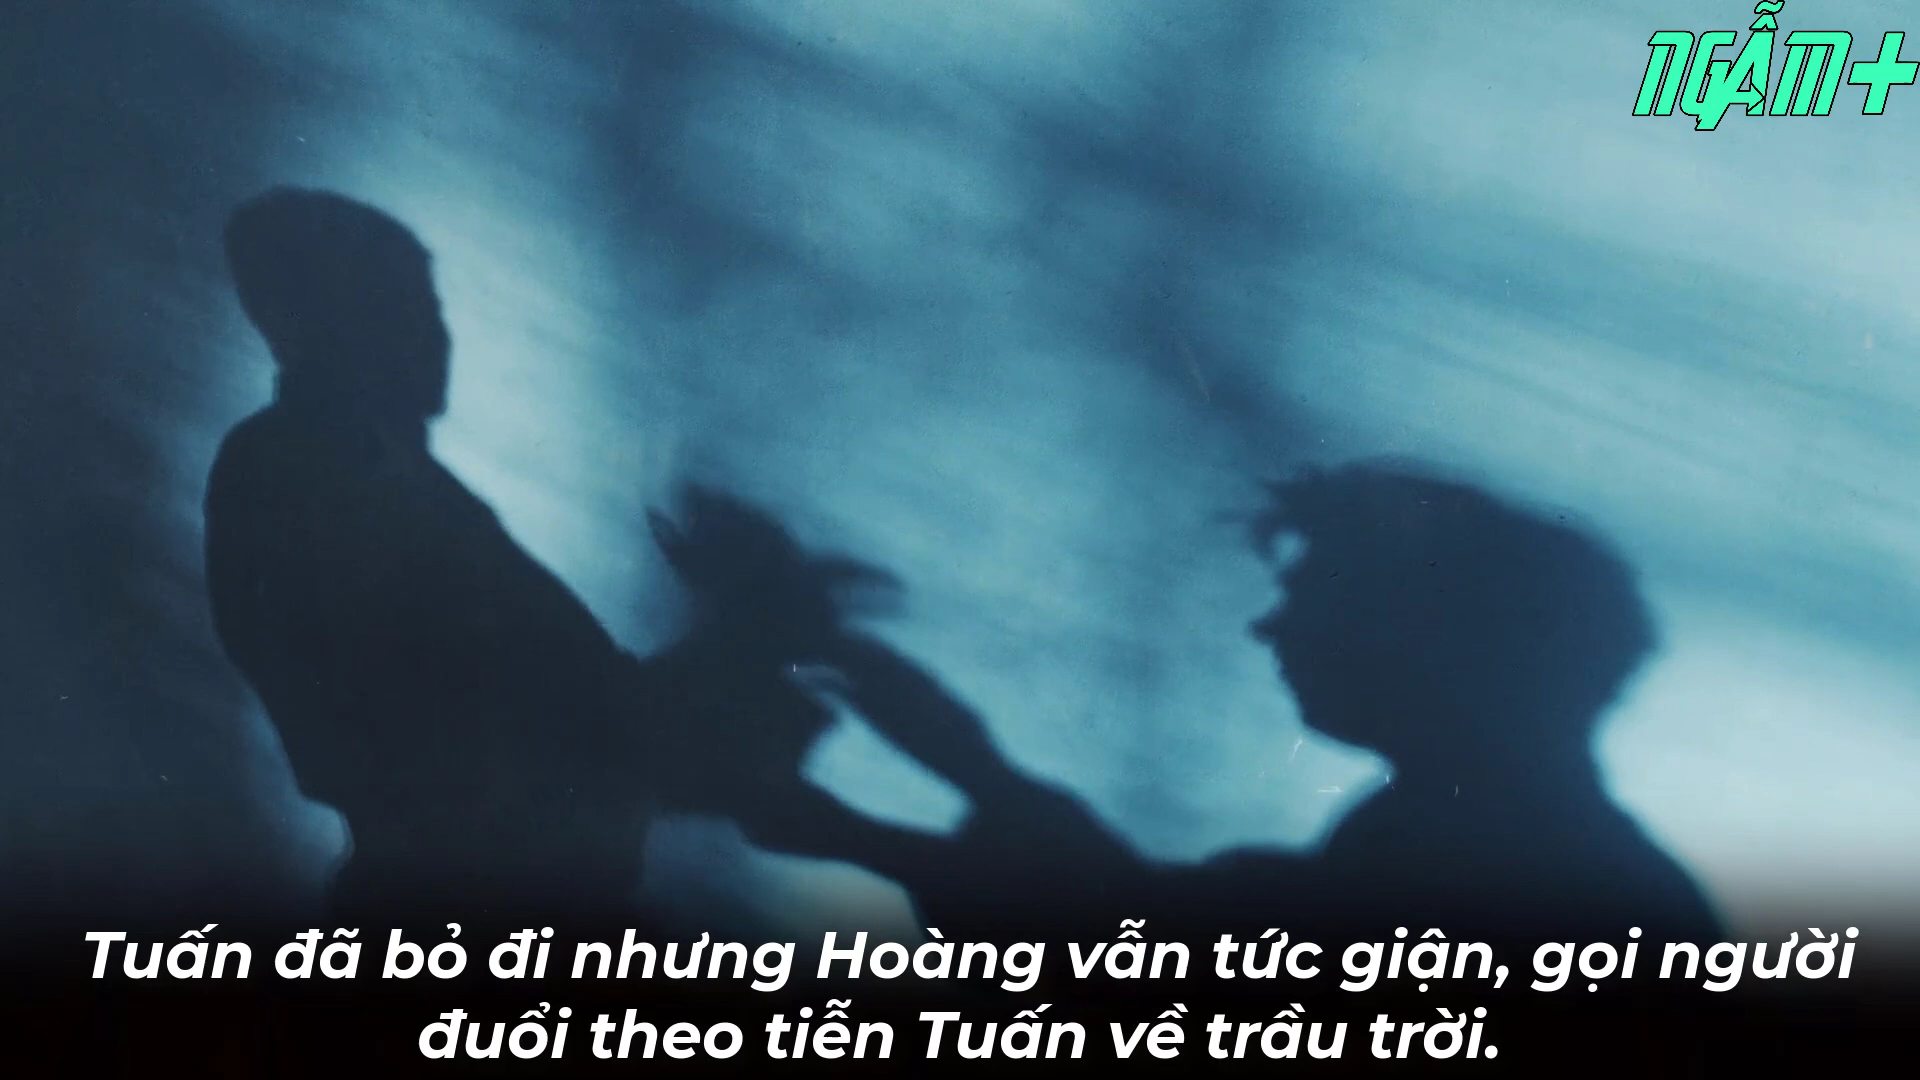 NGẪM+
Tuấn đã bỏ đi nhưng Hoàng vẫn tức giận, gọi người
đuổi theo tiễn Tuấn về trầu trời.